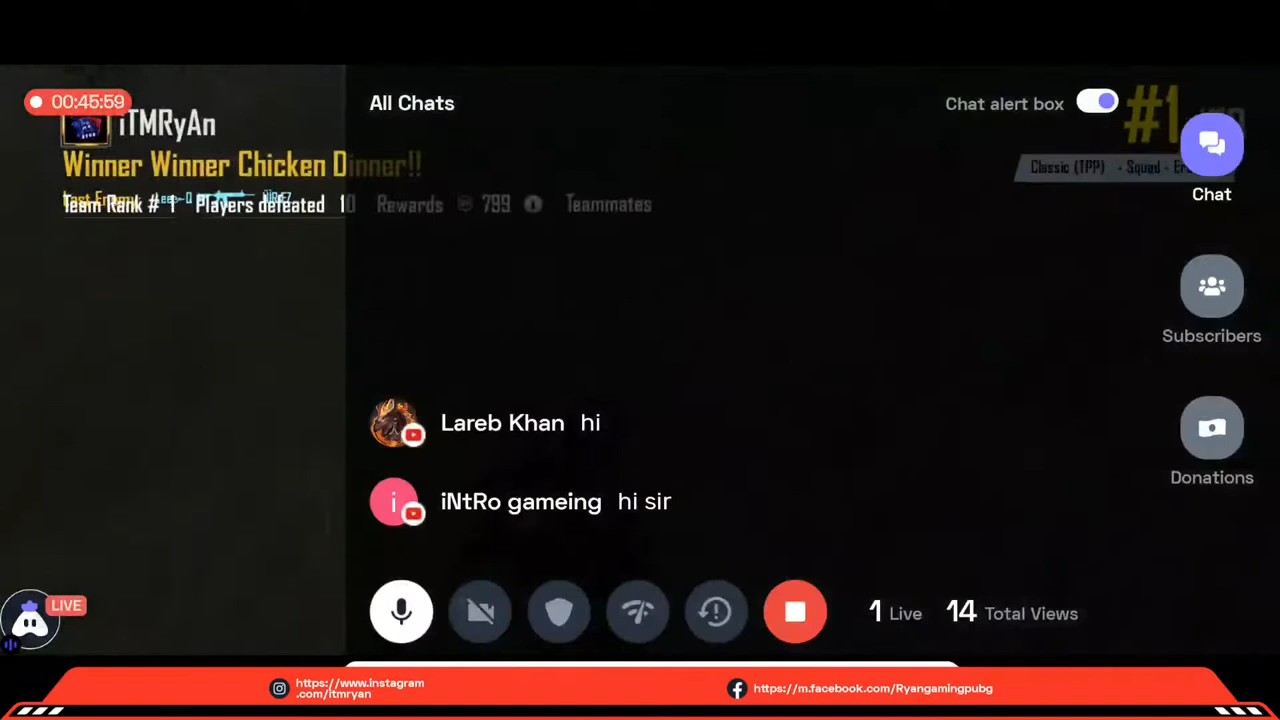 00:45:59
iTMRyAn
Winner Winner Chicken Dinner!!
Team Rank # 1 Players defeated 10 Rewards 799 Teammates
All Chats
Chat alert box
#1
Classic (TPP) - Squad -
Chat
Subscribers
Donations
Lareb Khan hi
i
iNtRo gameing hi sir
LIVE
1 Live 14 Total Views
https://www.instagram
.com/itmryan
https://m.facebook.com/Ryangamingpubg